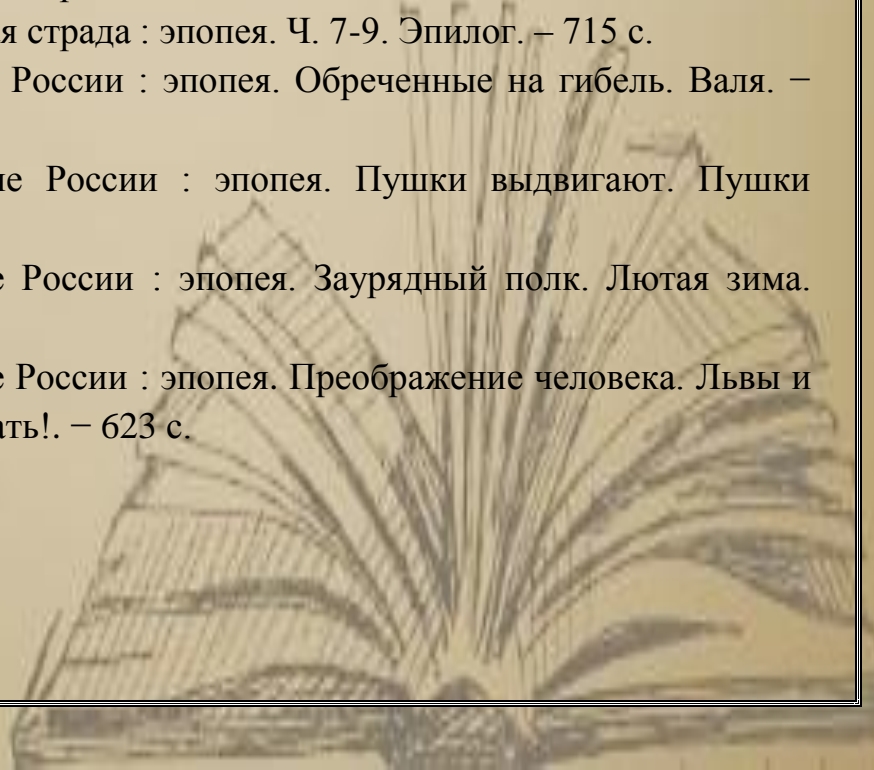 я страда : эпопея. Ч. 7-9. Эпилог. – 715 с.
России : эпопея. Обреченные на гибель. Валя. −
ие России : эпопея. Пушки выдвигают. Пушки
е России : эпопея. Заурядный полк. Лютая зима.
е России : эпопея. Преображение человека. Львы и
ать!. − 623 с.